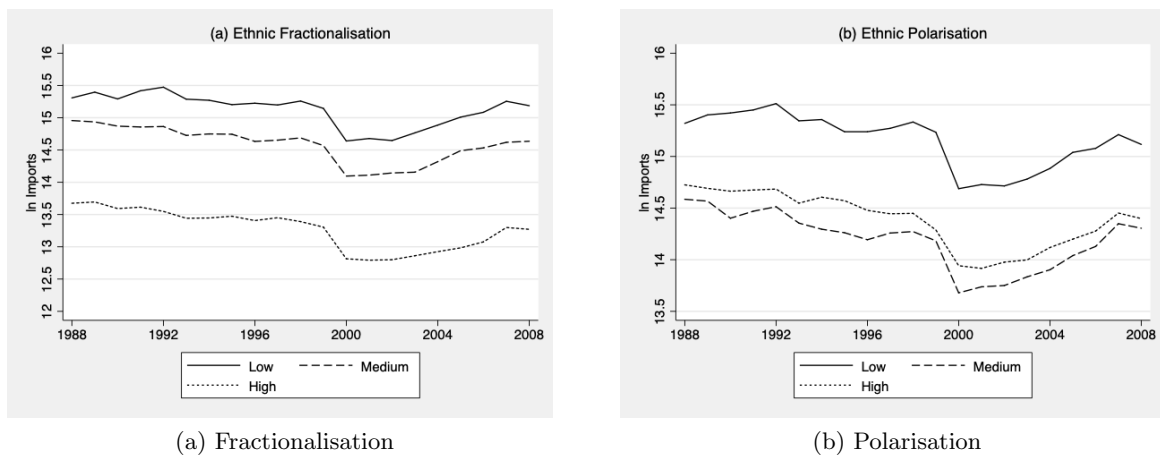 (a) Ethnic Fractionalisation
ln Imports
16
15.5
15
14.5
14
13.5
13
12.5
12
1988 1992 1996 2000 2004 2008
Low Medium
High
(a) Fractionalisation
(b) Ethnic Polarisation
ln Imports
16
15.5
15
14.5
14
13.5
1988 1992 1996 2000 2004 2008
Low Medium
High
(b) Polarisation